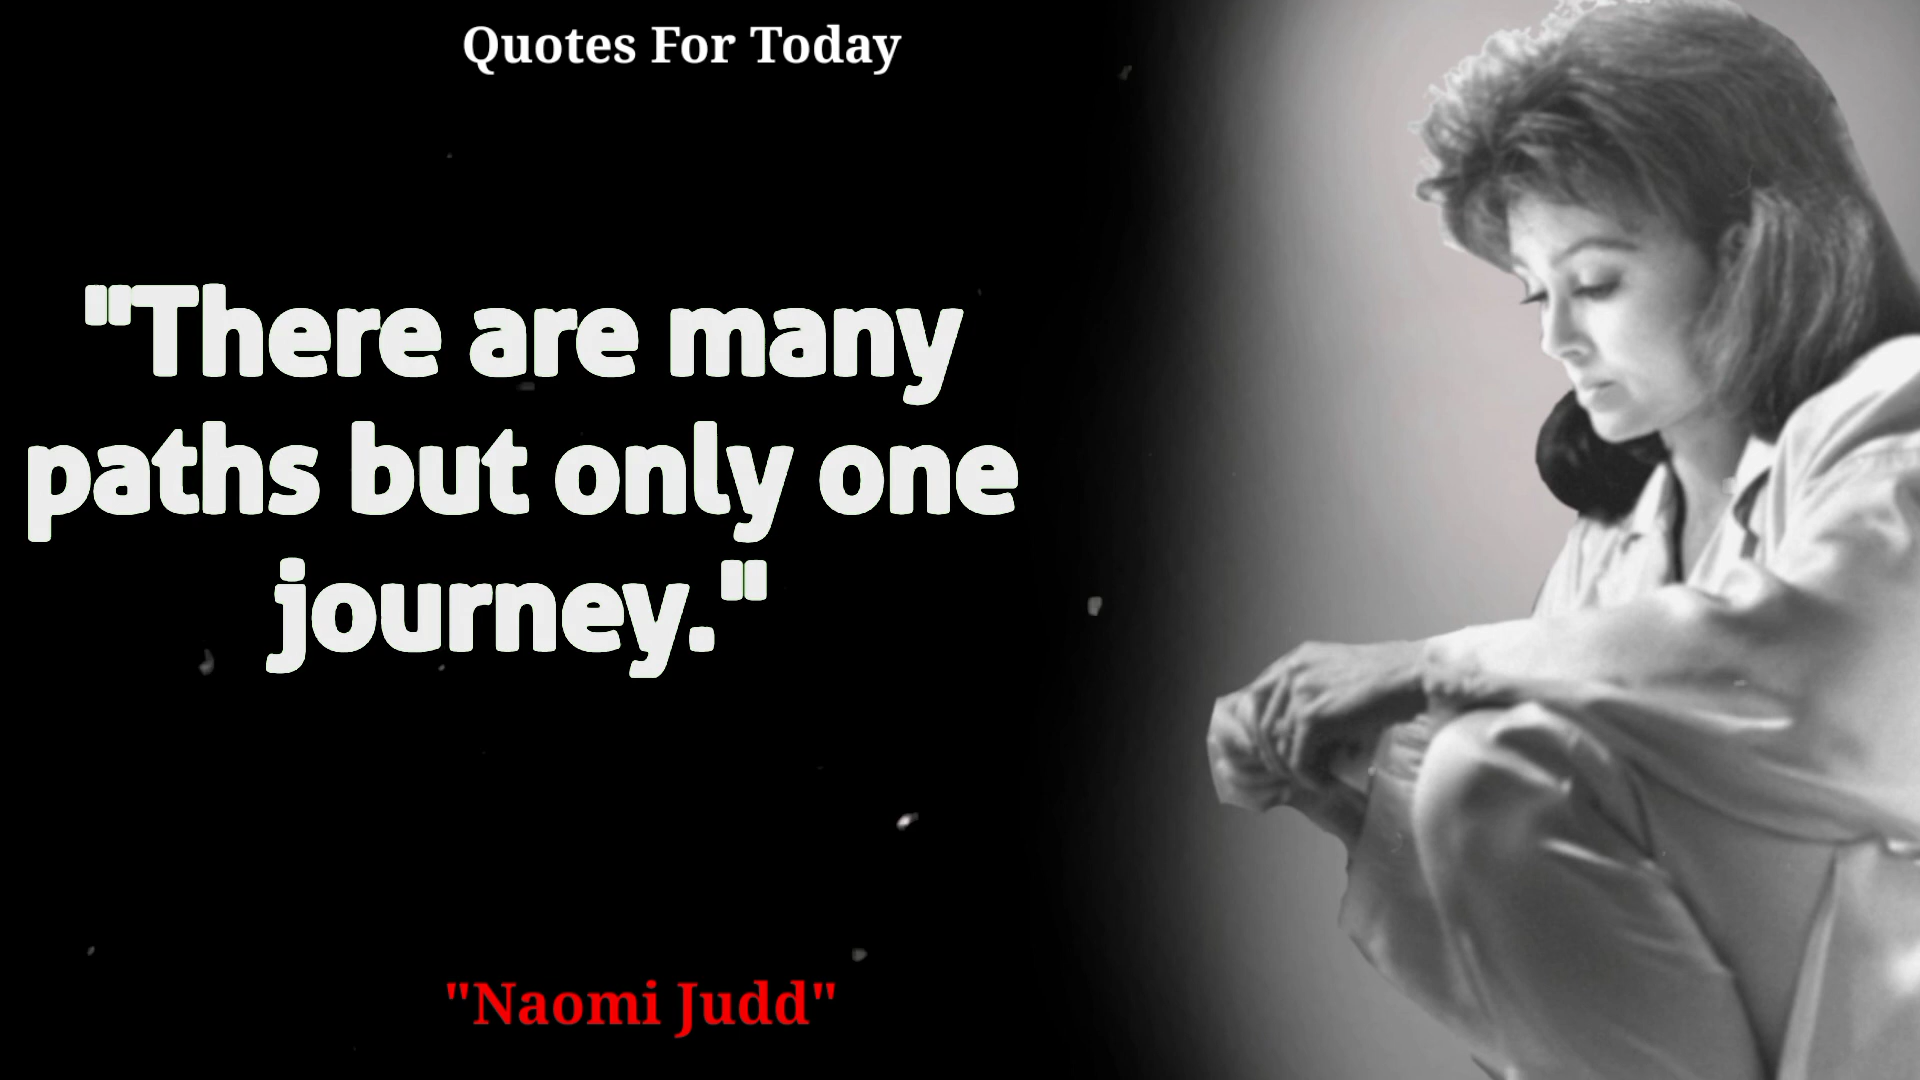 Quotes For Today
"There are many
paths but only one
journey."
"Naomi Judd"